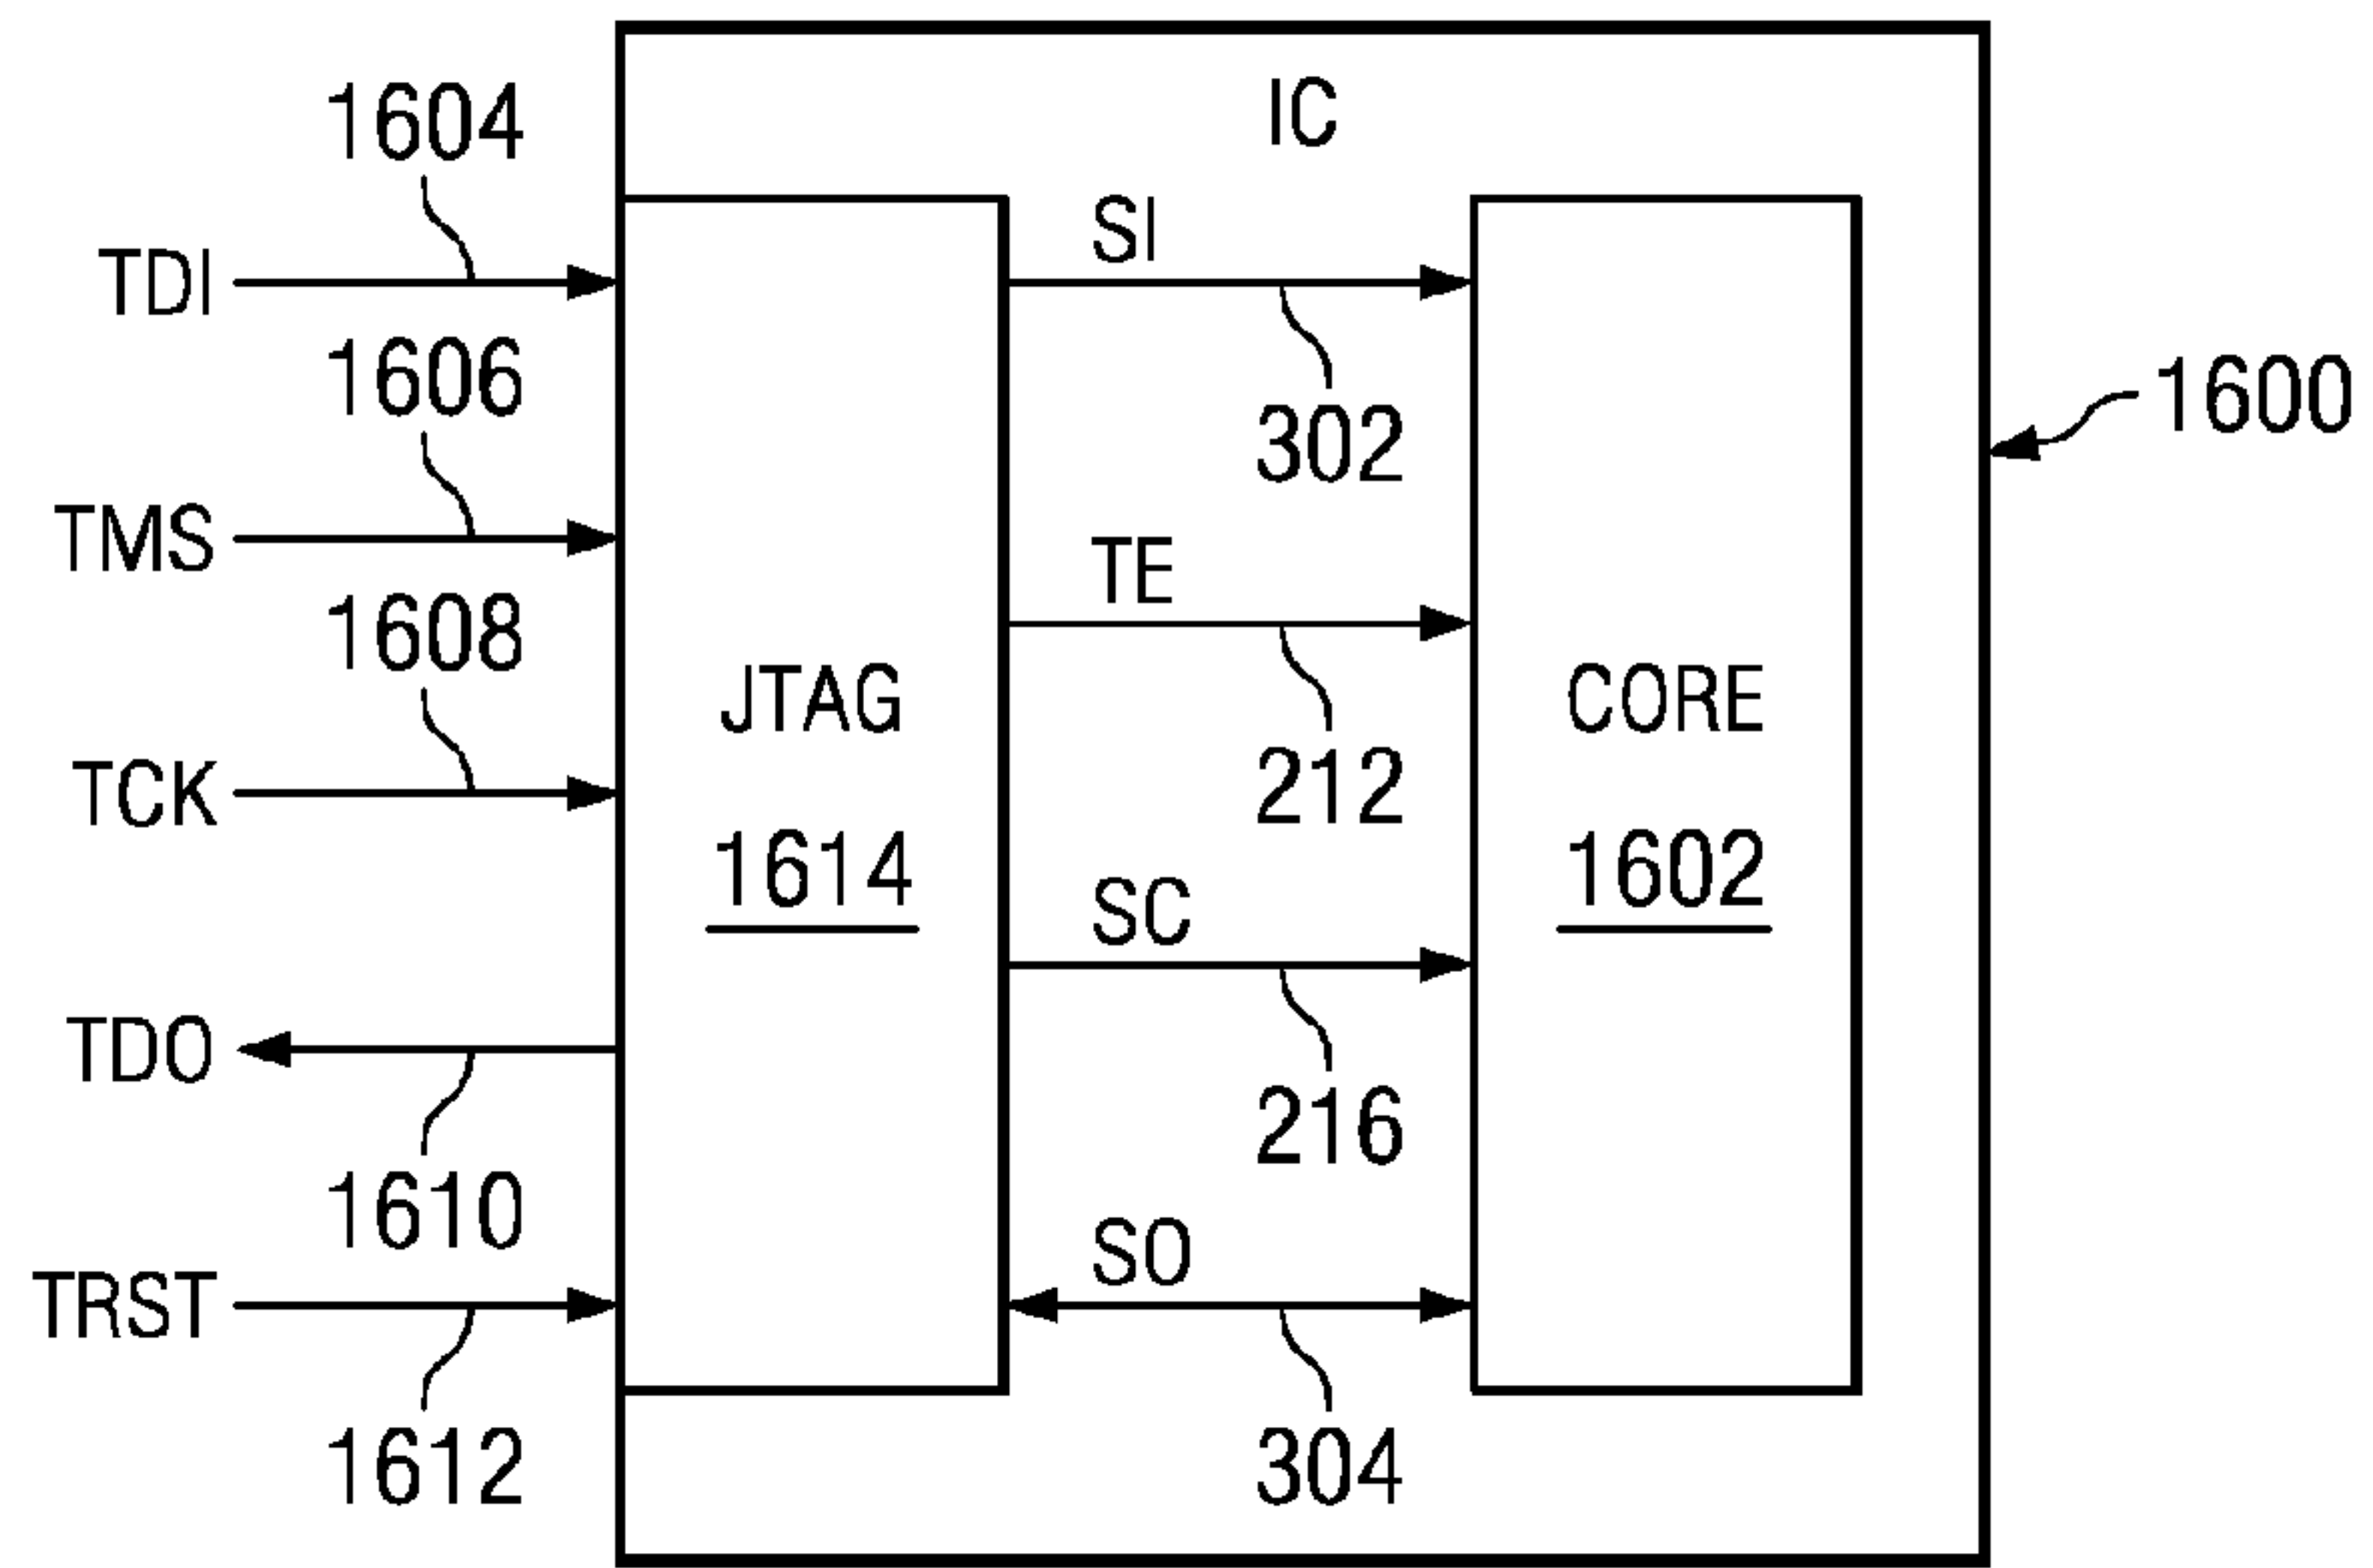 IC
1604
TDI
1606
TMS
1608
TCK
TDO
1610
TRST
1612
JTAG
1614
SI
302
TE
212
SC
216
SO
304
CORE
1602
1600